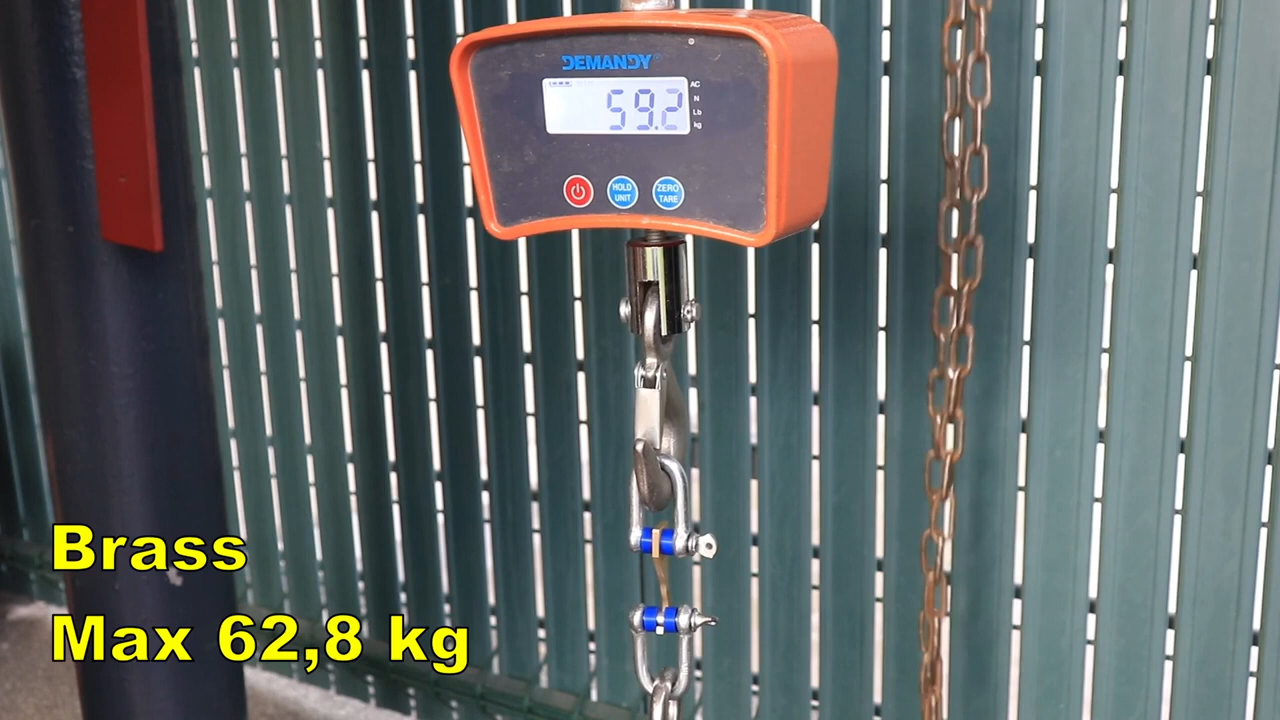 DEMANDY®
59.2
AC
N
Lb
kg
HOLD
UNIT
ZERO
TARE
Brass
Max 62,8 kg